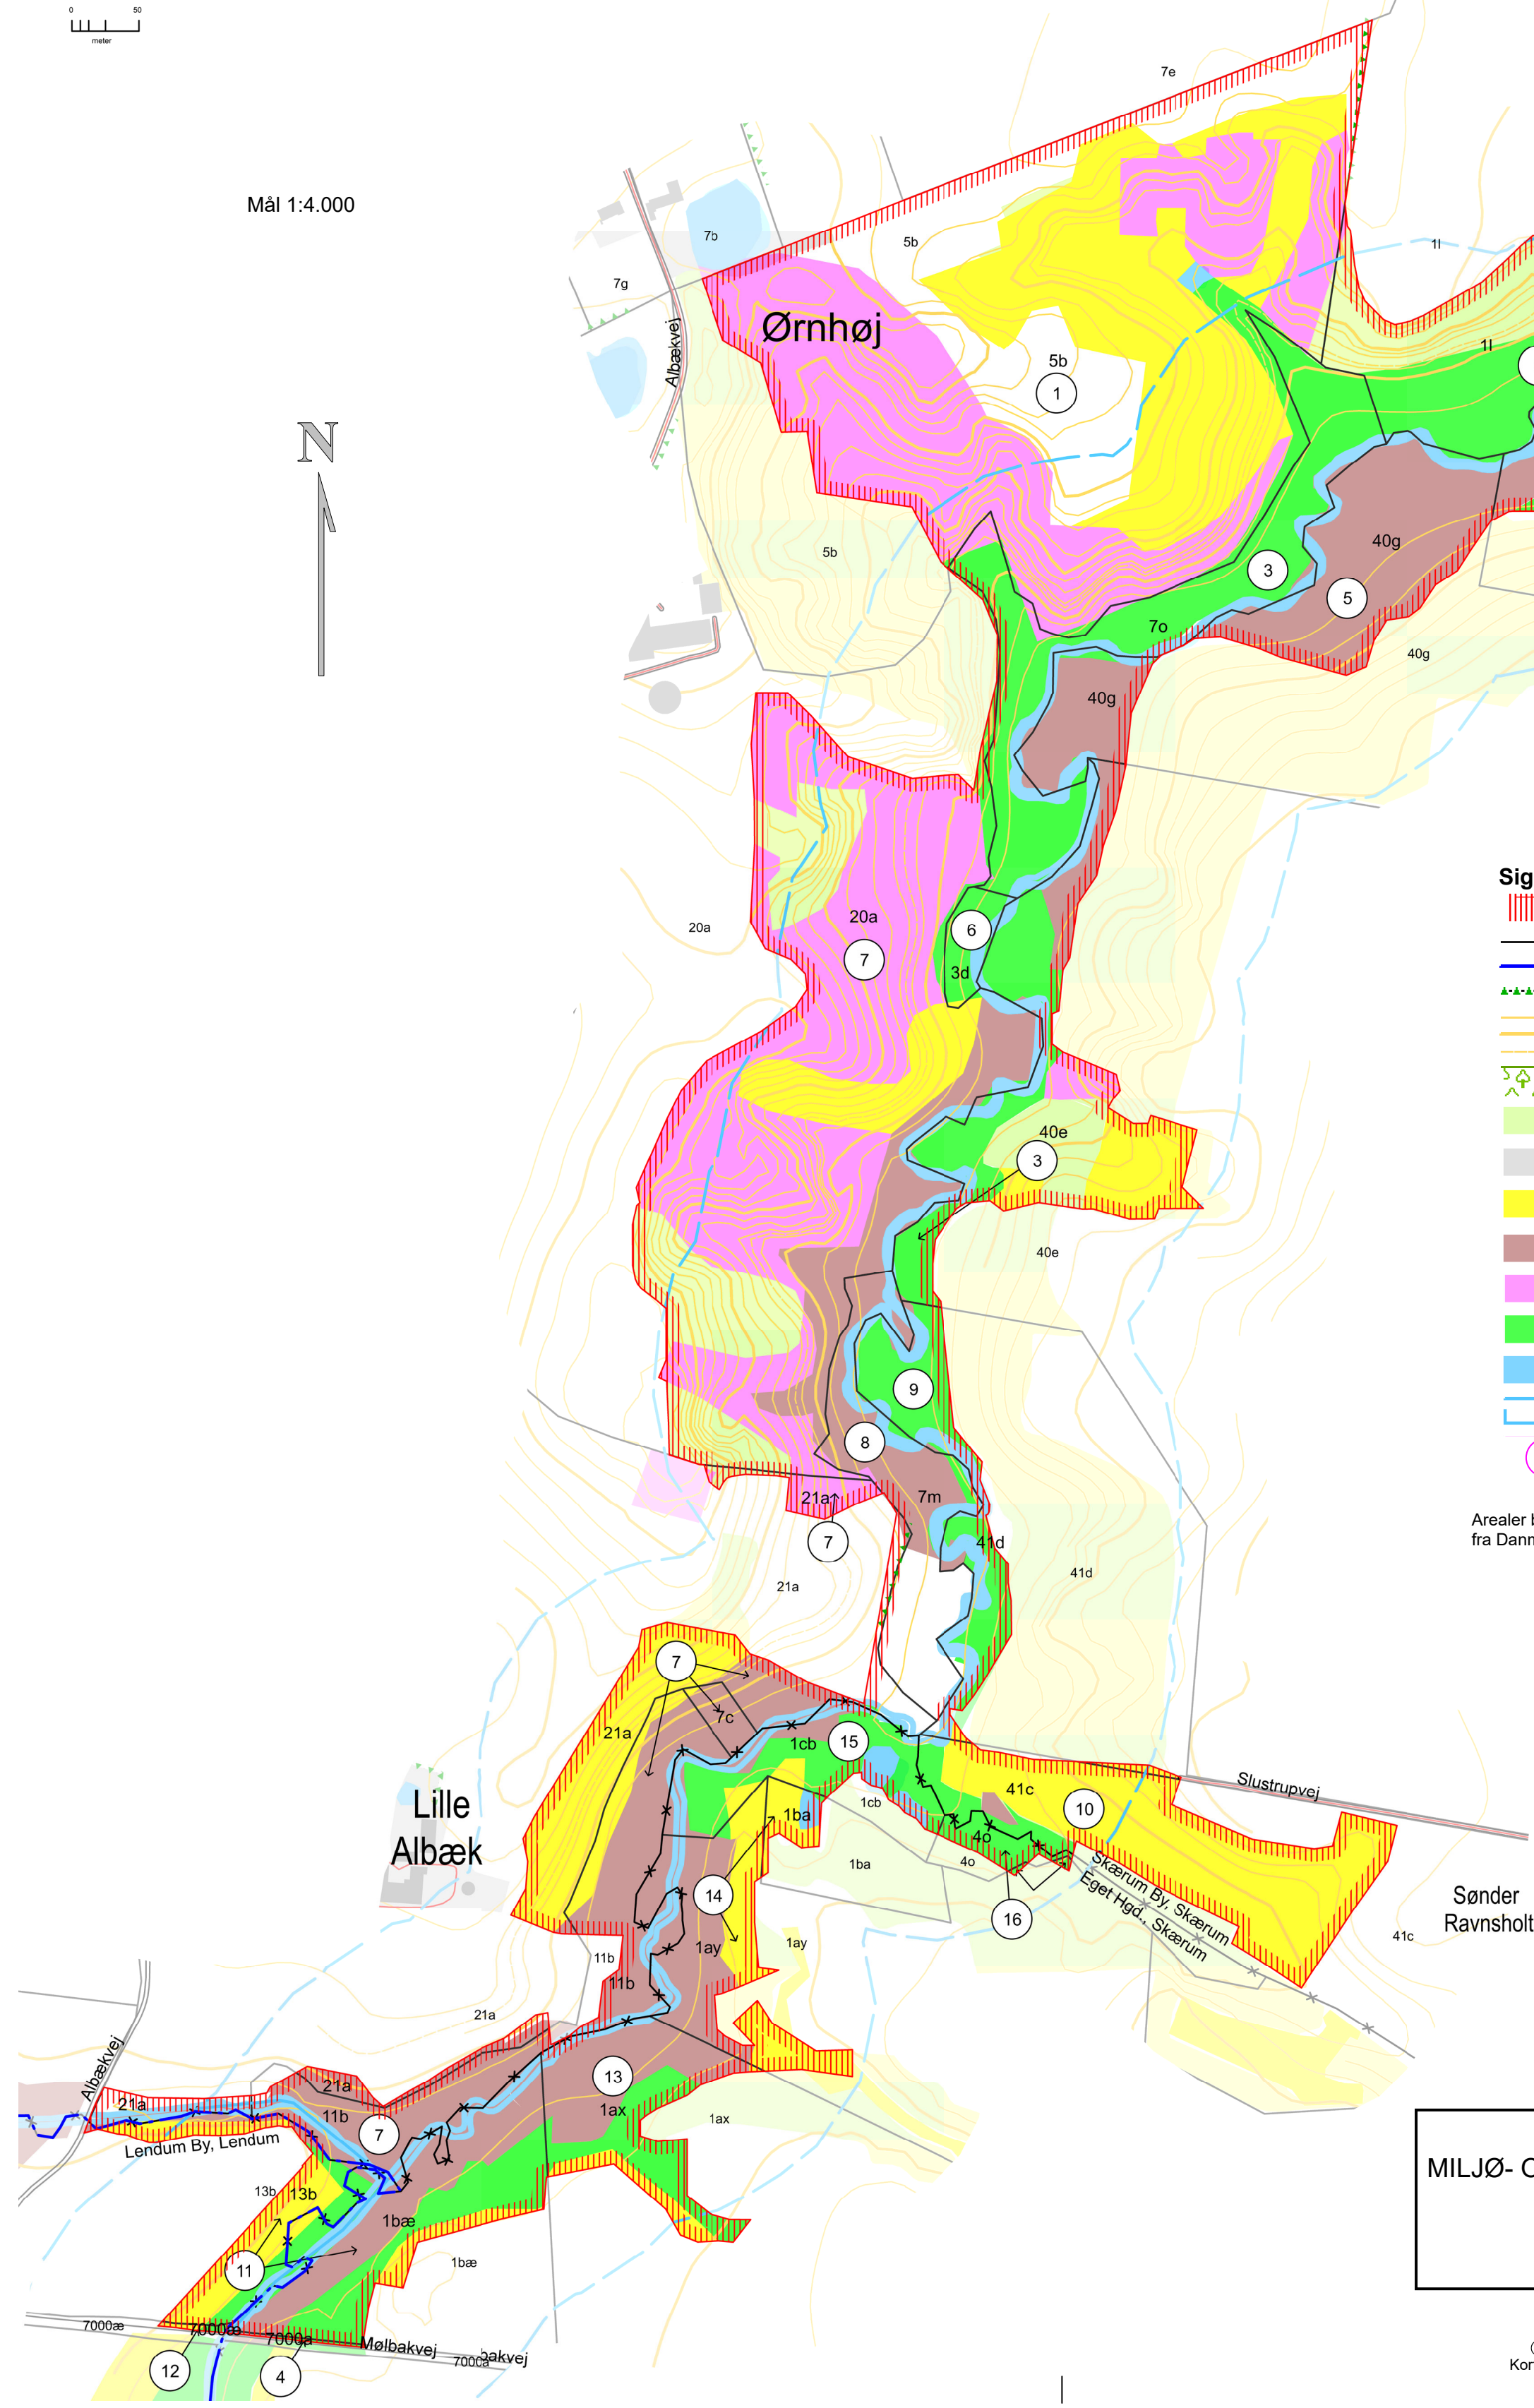 0 50
meter
Mål 1:4.000
N
7e
7b
5b
1l
7g
Ørnhøj
Albækvej
5b
1
1l
40g
5b
3
5
7o
40g
40g
Sig
20a
20a
7
6
3d
40e
3
40e
9
8
21a
7m
7
41d
21a
41d
Arealer b
fra Danm
7
7c
21a
1cb
15
Slustrupvej
41c
10
1cb
1ba
Lille
Albæk
4o
1ba
4o
14
Skærum By, Skærum
Eget Hgd., Skærum
16
Sønder
Ravnsholt
41c
1ay
1ay
11b
11b
21a
Albækvej
13
21a
21a
11b
1ax
1ax
7
Lendum By, Lendum
13b
13b
1bæ
1bæ
11
MILJØ- O
7000æ
7000æ
7000a
Mølbakvej
bakvej
7000a
12
4
Kor